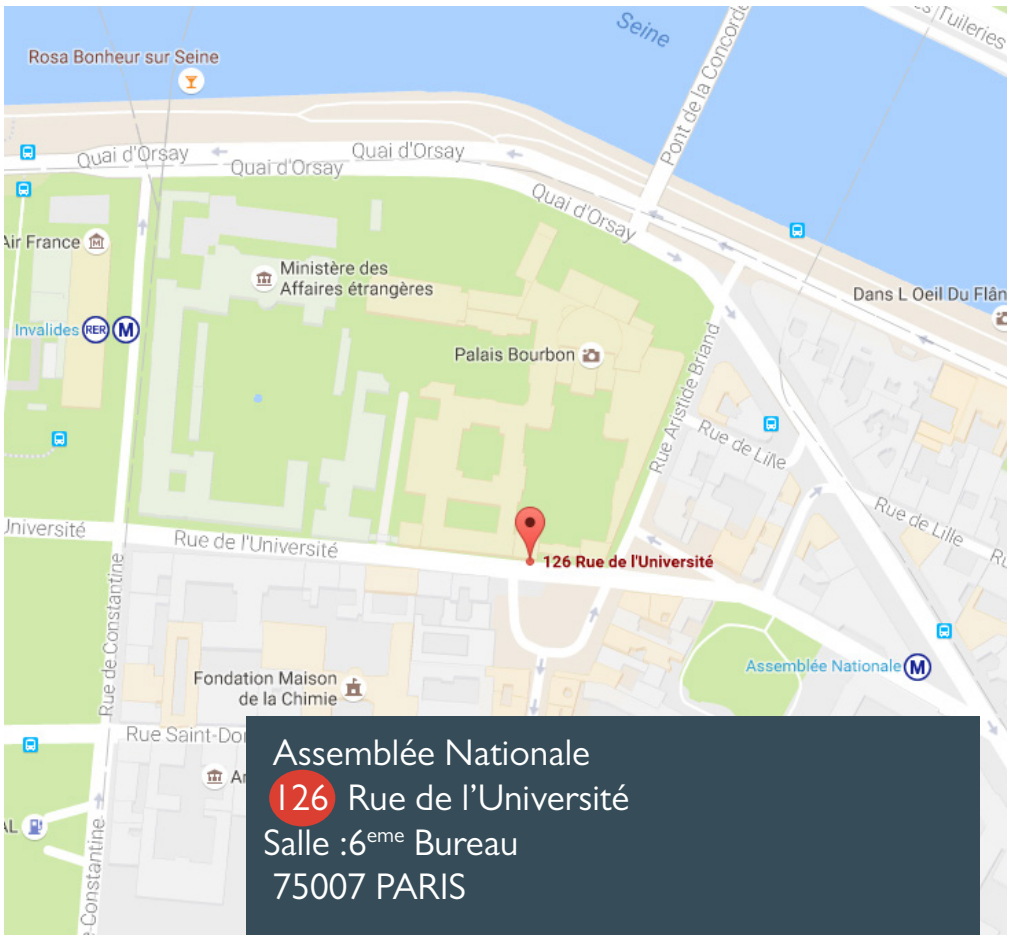 Seine
Tuileries
Rosa Bonheur sur Seine
Pont de la Concorde
Quai d'Orsay
Quai d'Orsay
Quai d'Orsay
Quai d'Orsay
Air France
Ministère des
Affaires étrangères
Dans L Oeil Du Flân
Invalides RER M
Palais Bourbon
Rue Aristide Briand
Rue de Lille
Rue de Lille
Université
Rue de l'Université
126 Rue de l'Université
Rue de Constantine
Assemblée Nationale M
Fondation Maison
de la Chimie
Rue Saint-Do
Constantine
Assemblée Nationale
126 Rue de l'Université
Salle :6eme Bureau
75007 PARIS